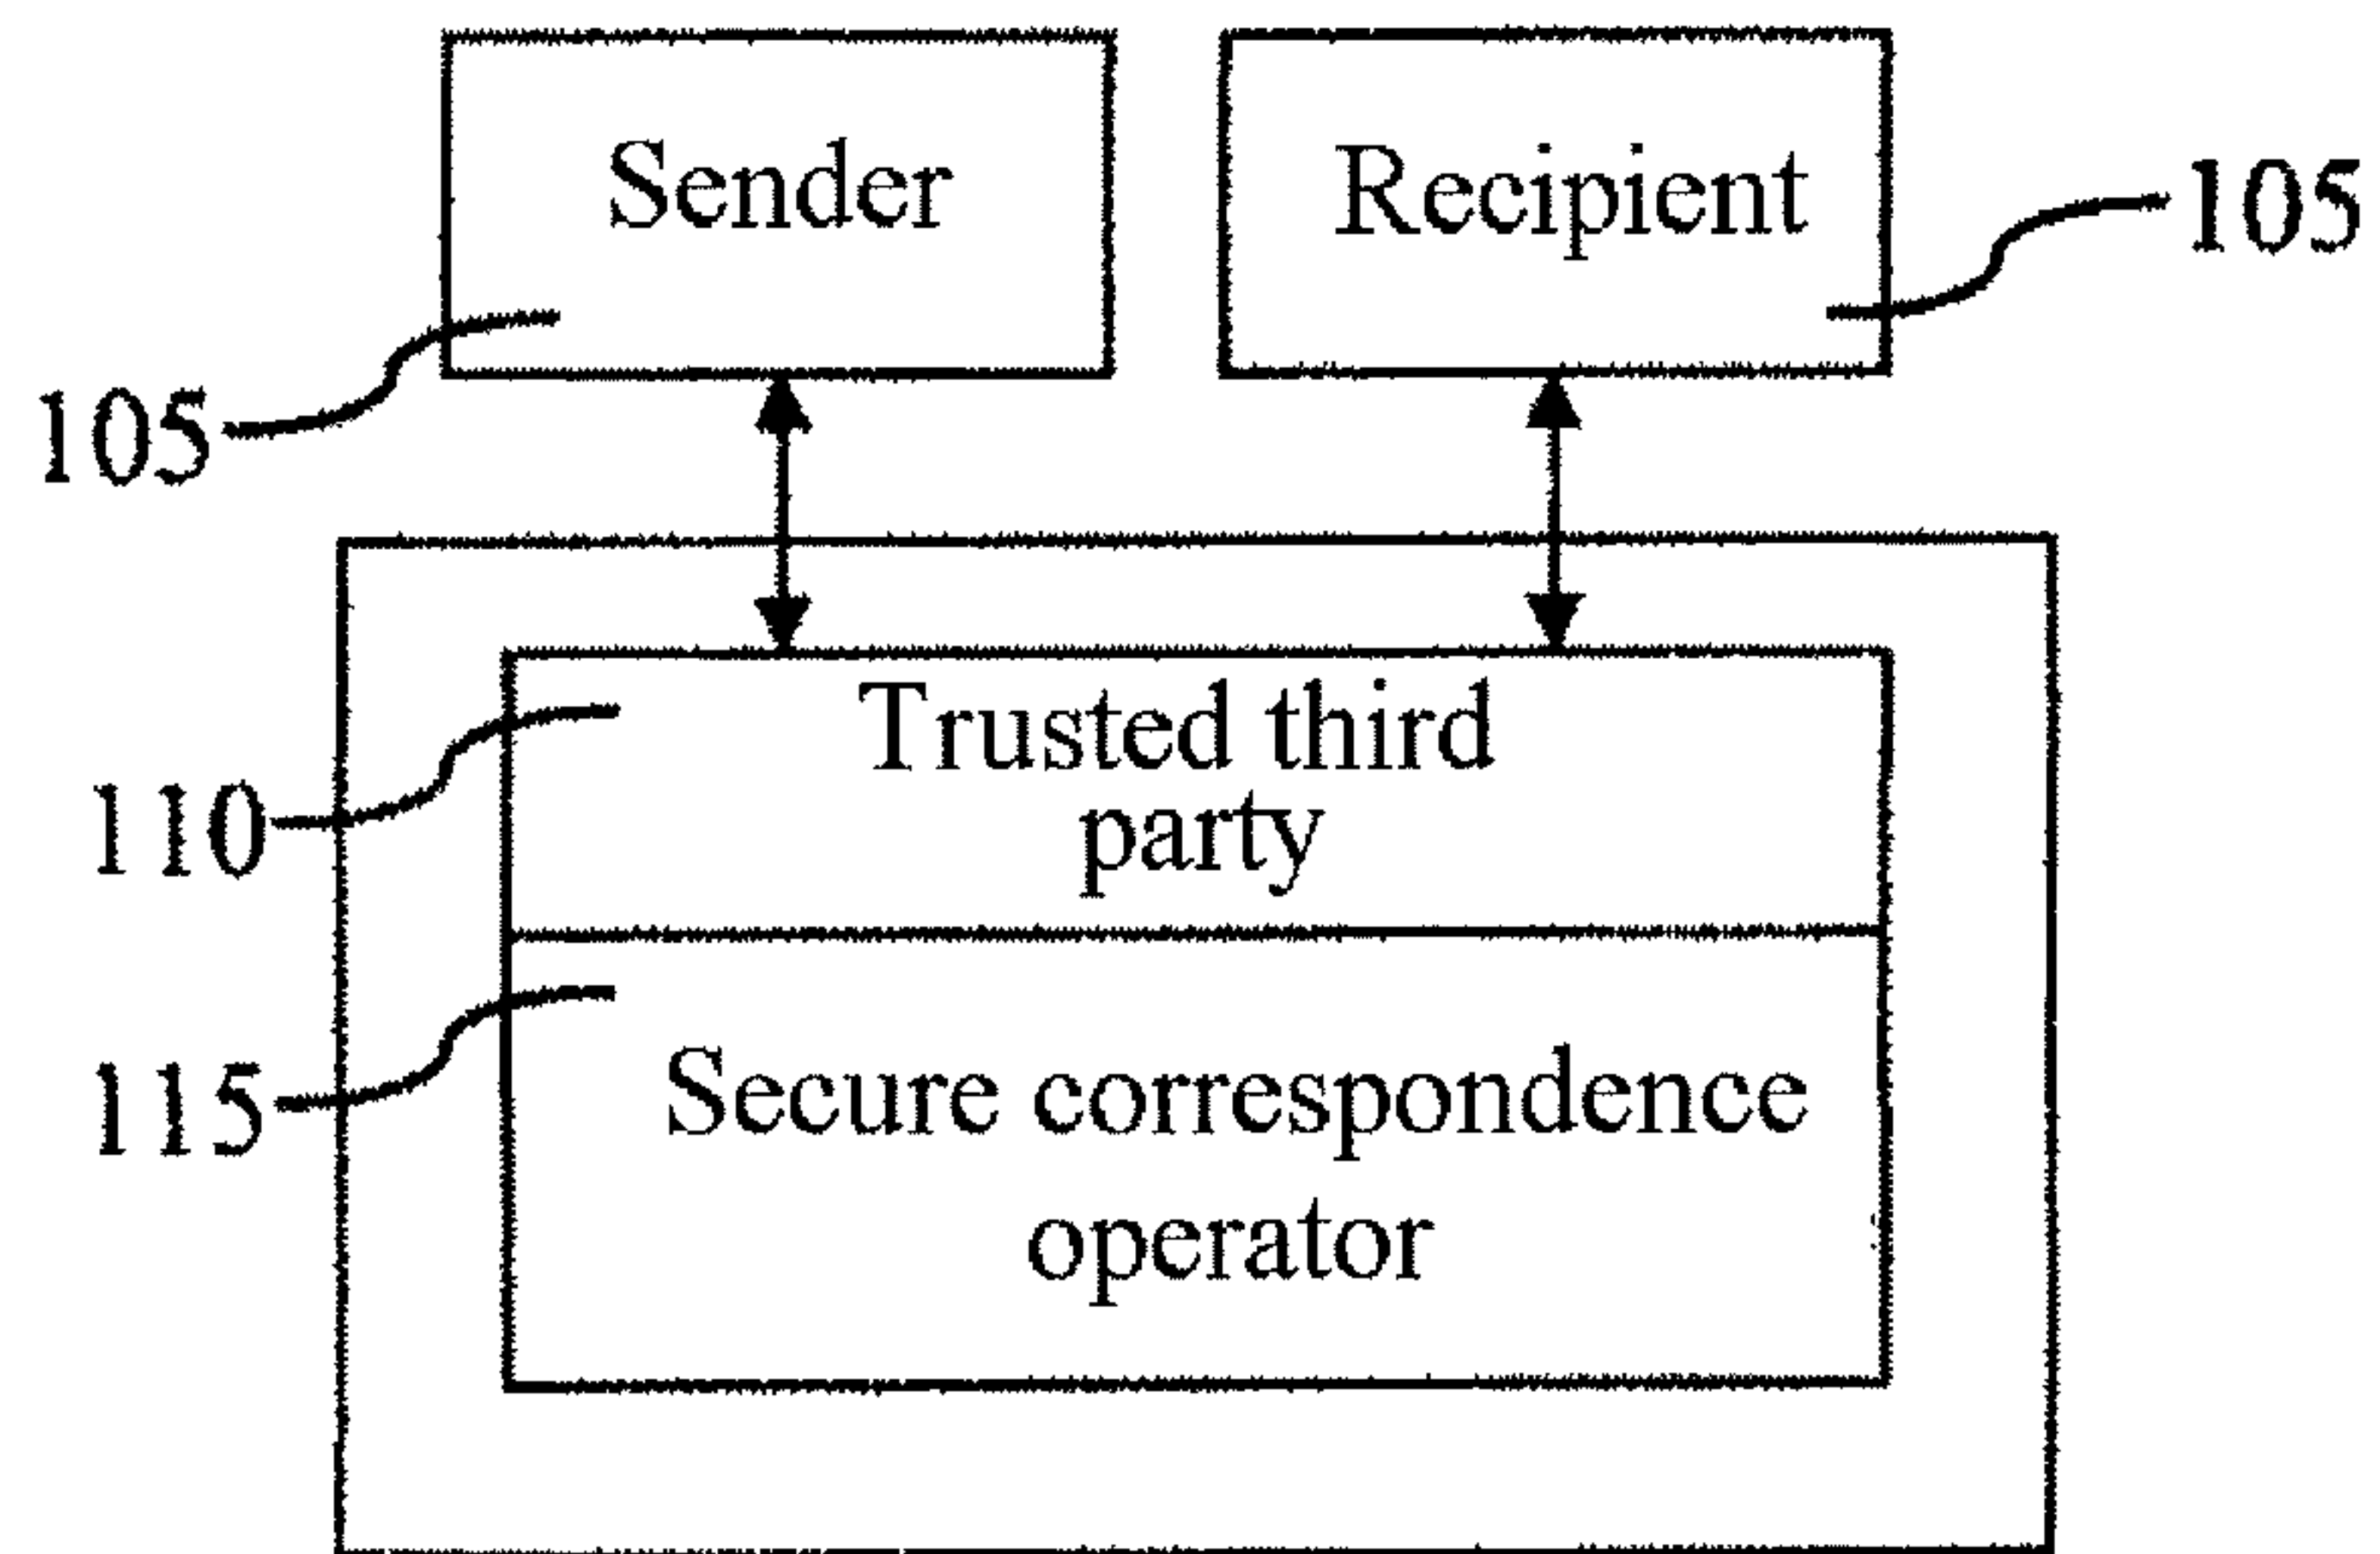 Sender
Recipient
105
105
Trusted third
party
110
115
Secure correspondence
operator